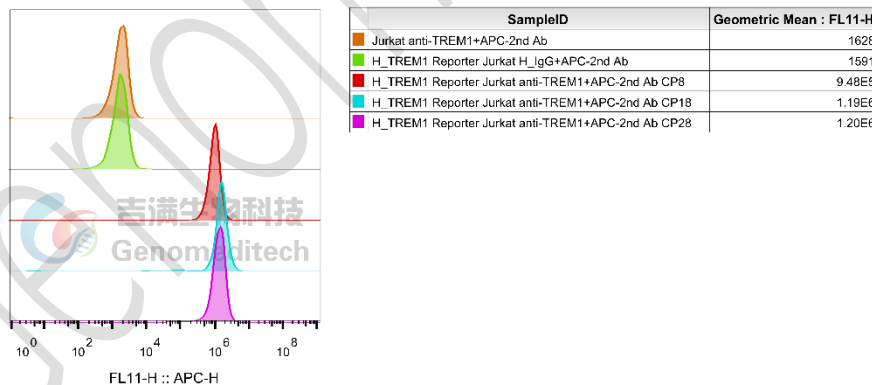 SampleID Geometric Mean : FL11-H
Jurkat anti-TREM1+APC-2nd Ab 1628
H_TREM1 Reporter Jurkat H_IgG+APC-2nd Ab 1591
H_TREM1 Reporter Jurkat anti-TREM1+APC-2nd Ab CP8 9.48E5
H_TREM1 Reporter Jurkat anti-TREM1+APC-2nd Ab CP18 1.19E6
H_TREM1 Reporter Jurkat anti-TREM1+APC-2nd Ab CP28 1.20E6
吉满生物科技
Genomeditech
10^0 10^2 10^4 10^6 10^8
FL11-H :: APC-H